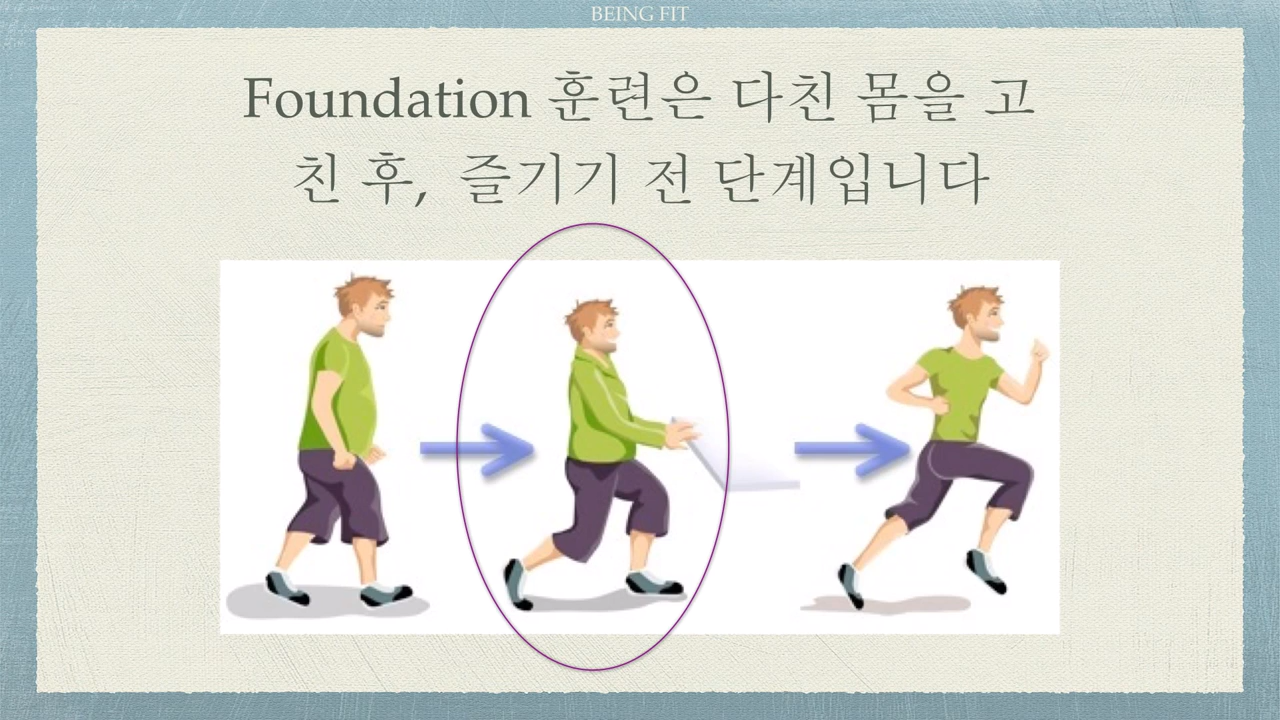 BEING FIT
Foundation 훈련은 다친 몸을 고
친 후, 즐기기 전 단계입니다